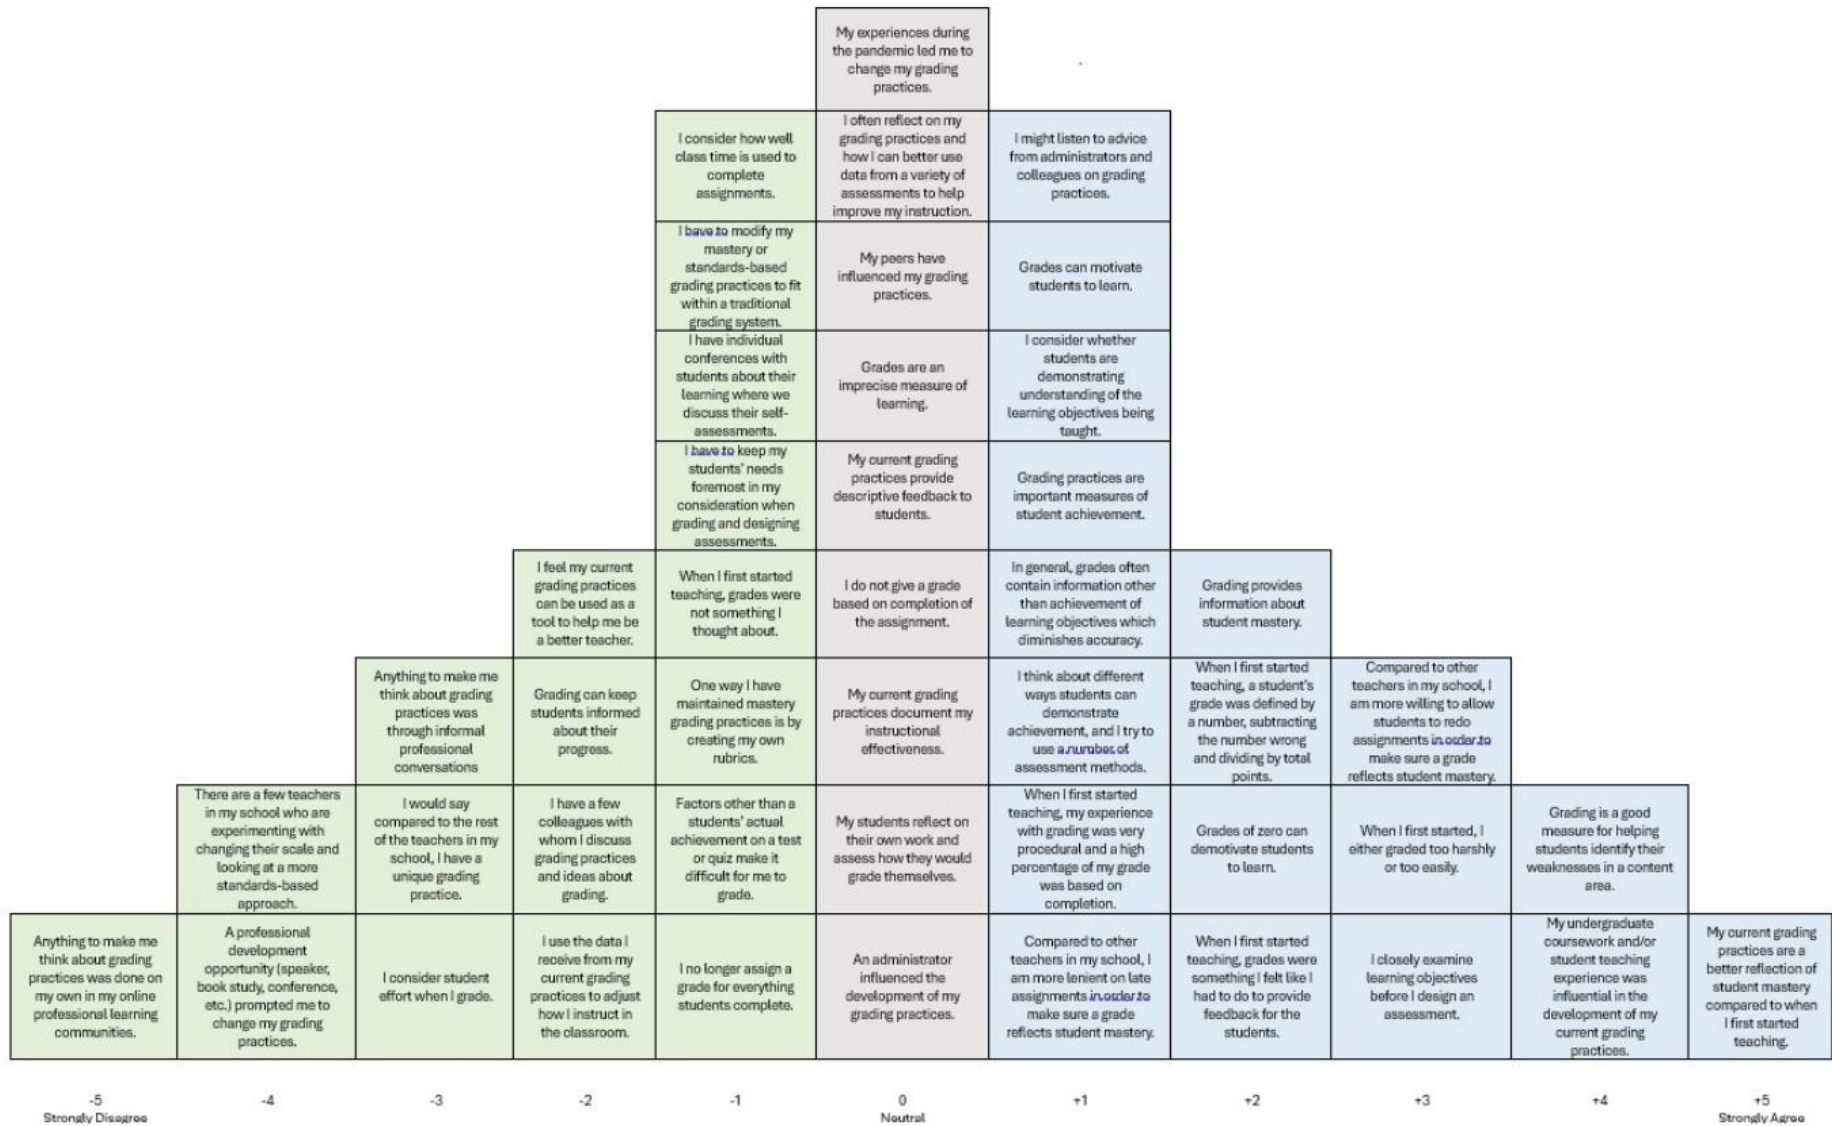 My experiences during
the pandemic led me to
change my grading
practices.
I consider how well
class time is used to
complete
assignments.
I often reflect on my
grading practices and
how I can better use
data from a variety of
assessments to help
improve my instruction.
I might listen to advice
from administrators and
colleagues on grading
practices.
I have to modify my
mastery or
standards-based
grading practices to fit
within a traditional
grading system.
My peers have
influenced my grading
practices.
Grades can motivate
students to learn.
I have individual
conferences with
students about their
learning where we
discuss their self-
assessments.
Grades are an
imprecise measure of
learning.
I consider whether
students are
demonstrating
understanding of the
learning objectives being
taught.
I have to keep my
students' needs
foremost in my
consideration when
grading and designing
assessments.
My current grading
practices provide
descriptive feedback to
students.
Grading practices are
important measures of
student achievement.
I feel my current
grading practices
can be used as a
tool to help me be
a better teacher.
When I first started
teaching, grades were
not something I
thought about.
I do not give a grade
based on completion of
the assignment.
In general, grades often
contain information other
than achievement of
learning objectives which
diminishes accuracy.
Grading provides
information about
student mastery.
Anything to make me
think about grading
practices was
through informal
professional
conversations
Grading can keep
students informed
about their
progress.
One way I have
maintained mastery
grading practices is by
creating my own
rubrics.
My current grading
practices document my
instructional
effectiveness.
I think about different
ways students can
demonstrate
achievement, and I try to
use a number of
assessment methods.
When I first started
teaching, a student's
grade was defined by
a number, subtracting
the number wrong
and dividing by total
points.
Compared to other
teachers in my school, I
am more willing to allow
students to redo
assignments in order to
make sure a grade
reflects student mastery.
There are a few teachers
in my school who are
experimenting with
changing their scale and
looking at a more
standards-based
approach.
I would say
compared to the rest
of the teachers in my
school, I have a
unique grading
practice.
I have a few
colleagues with
whom I discuss
grading practices
and ideas about
grading.
Factors other than a
students' actual
achievement on a test
or quiz make it
difficult for me to
grade.
My students reflect on
their own work and
assess how they would
grade themselves.
When I first started
teaching, my experience
with grading was very
procedural and a high
percentage of my grade
was based on
completion.
Grades of zero can
demotivate students
to learn.
When I first started, I
either graded too harshly
or too easily.
Grading is a good
measure for helping
students identify their
weaknesses in a content
area.
Anything to make me
think about grading
practices was done on
my own in my online
professional learning
communities.
A professional
development
opportunity (speaker,
book study, conference,
etc.) prompted me to
change my grading
practices.
I consider student
effort when I grade.
I use the data I
receive from my
current grading
practices to adjust
how I instruct in
the classroom.
I no longer assign a
grade for everything
students complete.
An administrator
influenced the
development of my
grading practices.
Compared to other
teachers in my school, I
am more lenient on late
assignments in order to
make sure a grade
reflects student mastery.
When I first started
teaching, grades were
something I felt like I
had to do to provide
feedback for the
students.
I closely examine
learning objectives
before I design an
assessment.
My undergraduate
coursework and/or
student teaching
experience was
influential in the
development of my
current grading
practices.
My current grading
practices are a
better reflection of
student mastery
compared to when
I first started
teaching.
-5 -4 -3 -2 -1 0 +1 +2 +3 +4 +5
Strongly Disagree Neutral Strongly Agree